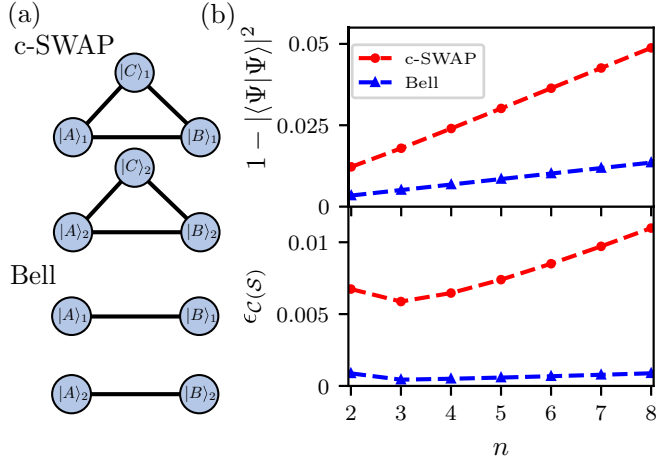 (a)
c-SWAP
|C⟩₁
|A⟩₁ |B⟩₁
|C⟩₂
|A⟩₂ |B⟩₂
Bell
|A⟩₁ |B⟩₁
|A⟩₂ |B⟩₂
(b)
1 − |⟨Ψ|Ψ⟩|²
0.05
0.025
0
c-SWAP
Bell
ϵ_{𝒞(𝒮)}
0.01
0.005
0
2 3 4 5 6 7 8
n